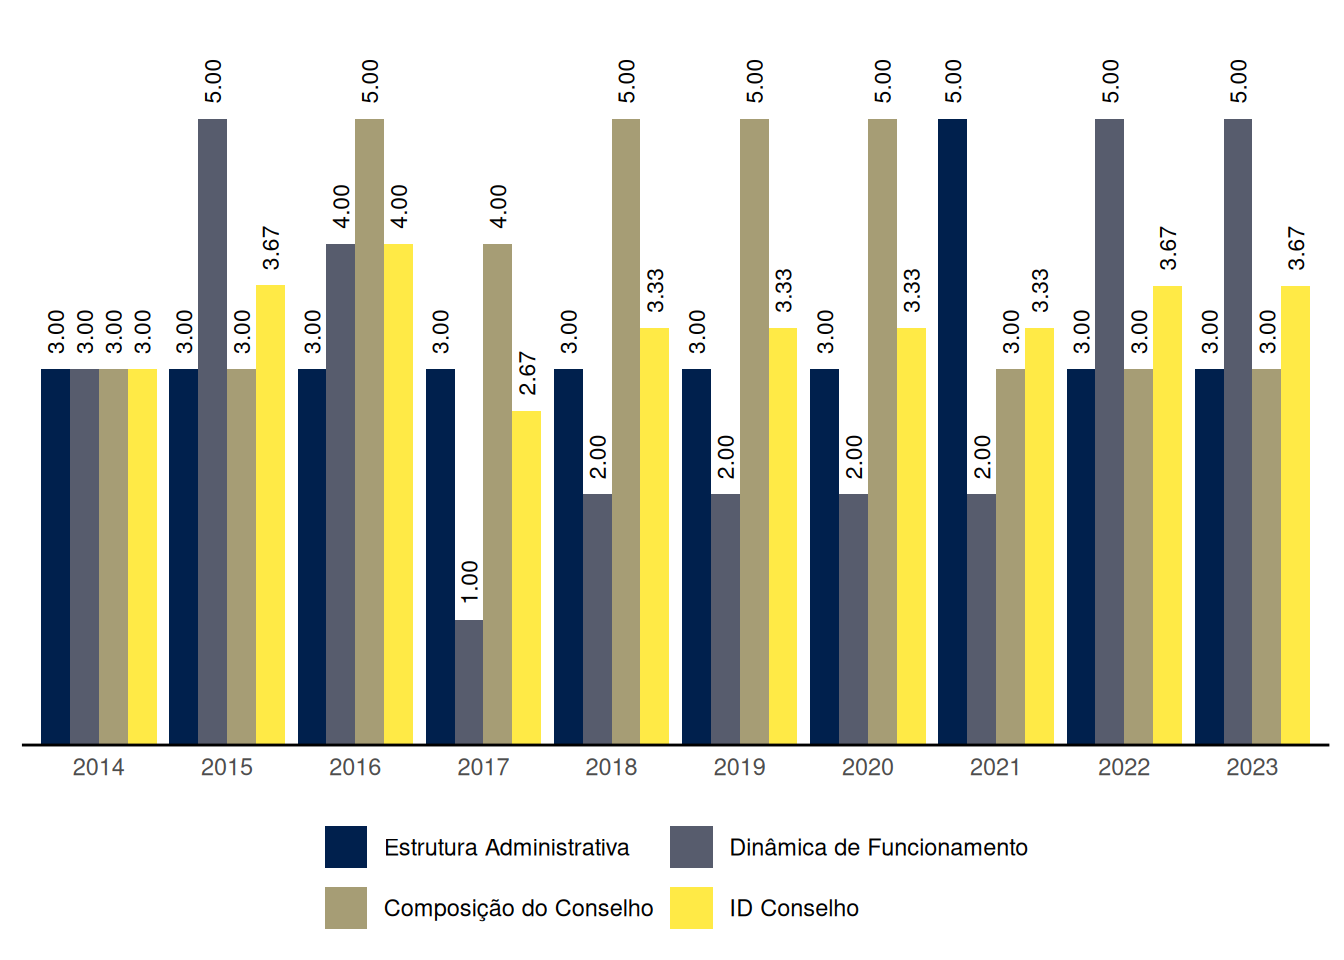 3.00 3.00 3.00 3.00
3.00 5.00 3.00 3.67
3.00 4.00 5.00 4.00
3.00 1.00 4.00 2.67
3.00 2.00 5.00 3.33
3.00 2.00 5.00 3.33
3.00 2.00 5.00 3.33
5.00 2.00 3.00 3.33
3.00 5.00 3.00 3.67
3.00 5.00 3.00 3.67
2014 2015 2016 2017 2018 2019 2020 2021 2022 2023
Estrutura Administrativa Dinâmica de Funcionamento
Composição do Conselho ID Conselho